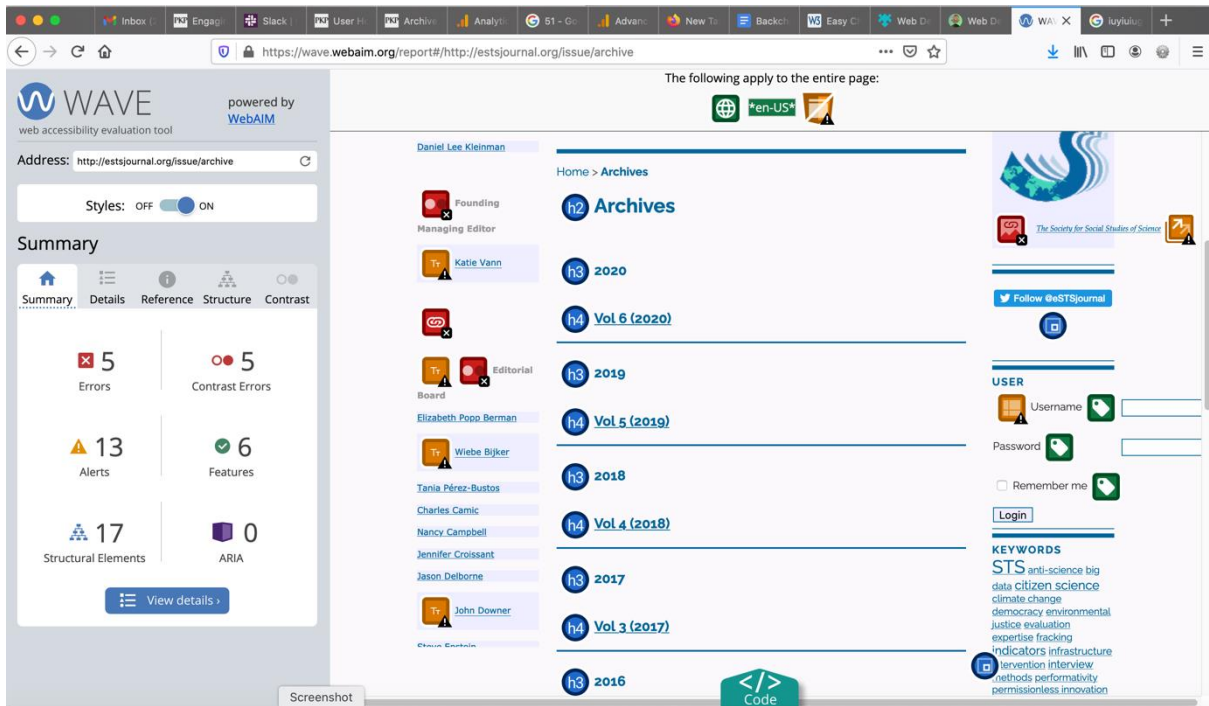 Inbox (
Engagi
Slack |
User H
Archive
Analyti
51 - Go
Advanc
New Ta
Backch
Easy C
Web De
Web De
WAV
iuyiuiug
https://wave.webaim.org/report#/http://estsjournal.org/issue/archive
WAVE
web accessibility evaluation tool
powered by
WebAIM
Address: http://estsjournal.org/issue/archive
Styles: OFF ON
Summary
Summary Details Reference Structure Contrast
5
Errors
5
Contrast Errors
13
Alerts
6
Features
17
Structural Elements
0
ARIA
View details ›
Screenshot
The following apply to the entire page:
*en-US*
Daniel Lee Kleinman
Founding
Managing Editor
Katie Vann
Editorial
Board
Elizabeth Popp Berman
Wiebe Bijker
Tania Pérez-Bustos
Charles Camic
Nancy Campbell
Jennifer Croissant
Jason Delborne
John Downer
Steve Epstein
Home > Archives
h2 Archives
h3 2020
h4 Vol 6 (2020)
h3 2019
h4 Vol 5 (2019)
h3 2018
h4 Vol 4 (2018)
h3 2017
h4 Vol 3 (2017)
h3 2016
</>
Code
The Society for Social Studies of Science
Follow @eSTSjournal
USER
Username
Password
Remember me
Login
KEYWORDS
STS anti-science big
data citizen science
climate change
democracy environmental
justice evaluation
expertise fracking
indicators infrastructure
tervention interview
methods performativity
permissionless innovation